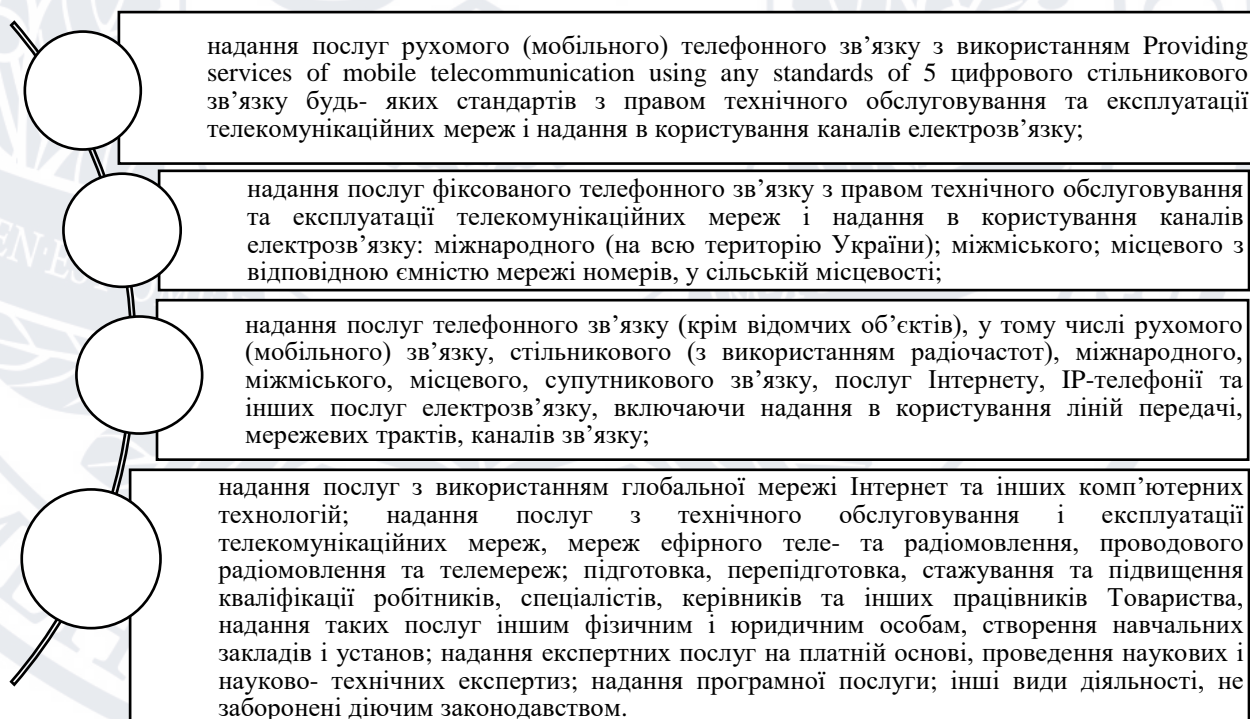 надання послуг рухомого (мобільного) телефонного зв’язку з використанням Providing
services of mobile telecommunication using any standards of 5 цифрового стільникового
зв’язку будь- яких стандартів з правом технічного обслуговування та експлуатації
телекомунікаційних мереж і надання в користування каналів електрозв’язку;
надання послуг фіксованого телефонного зв’язку з правом технічного обслуговування
та експлуатації телекомунікаційних мереж і надання в користування каналів
електрозв’язку: міжнародного (на всю територію України); міжміського; місцевого з
відповідною ємністю мережі номерів, у сільській місцевості;
надання послуг телефонного зв’язку (крім відомчих об’єктів), у тому числі рухомого
(мобільного) зв’язку, стільникового (з використанням радіочастот), міжнародного,
міжміського, місцевого, супутникового зв’язку, послуг Інтернету, IP-телефонії та
інших послуг електрозв’язку, включаючи надання в користування ліній передачі,
мережевих трактів, каналів зв’язку;
надання послуг з використанням глобальної мережі Інтернет та інших комп’ютерних
технологій; надання послуг з технічного обслуговування і експлуатації
телекомунікаційних мереж, мереж ефірного теле- та радіомовлення, проводового
радіомовлення та телемереж; підготовка, перепідготовка, стажування та підвищення
кваліфікації робітників, спеціалістів, керівників та інших працівників Товариства,
надання таких послуг іншим фізичним і юридичним особам, створення навчальних
закладів і установ; надання експертних послуг на платній основі, проведення наукових і
науково- технічних експертиз; надання програмної послуги; інші види діяльності, не
заборонені діючим законодавством.